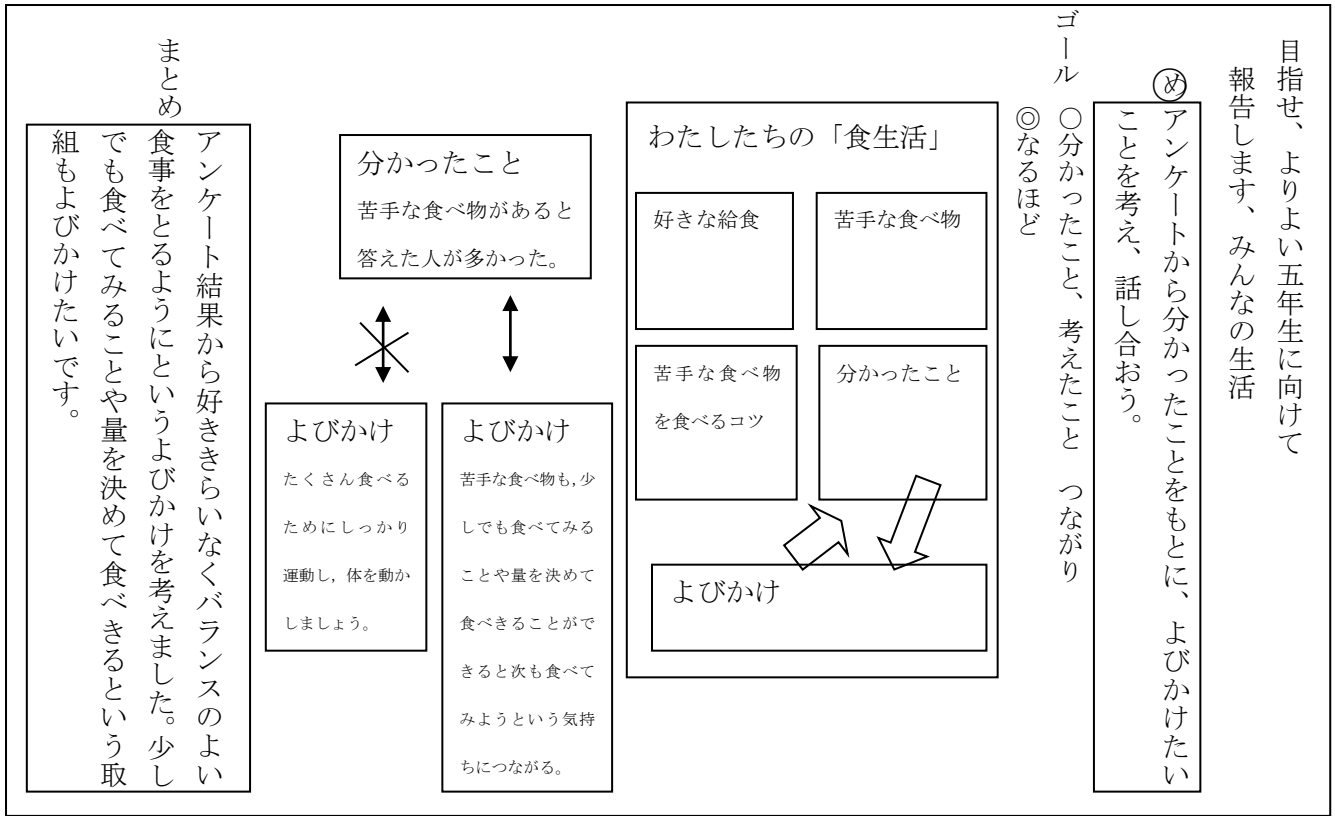 目指せ、よりよい五年生に向けて
報告します、みんなの生活
めアンケートから分かったことをもとに、よびかけたい
ことを考え、話し合おう。
ゴール ○分かったこと、考えたこと つながり
◎なるほど
わたしたちの「食生活」
好きな給食
苦手な食べ物
苦手な食べ物
を食べるコツ
分かったこと
よびかけ
分かったこと
苦手な食べ物があると
答えた人が多かった。
よびかけ
苦手な食べ物も,少
しでも食べてみる
ことや量を決めて
食べきることがで
きると次も食べて
みようという気持
ちにつながる。
よびかけ
たくさん食べる
ためにしっかり
運動し,体を動か
しましょう。
まとめ
アンケート結果から好ききらいなくバランスのよい
食事をとるようにというよびかけを考えました。少し
でも食べてみることや量を決めて食べきるという取
組もよびかけたいです。